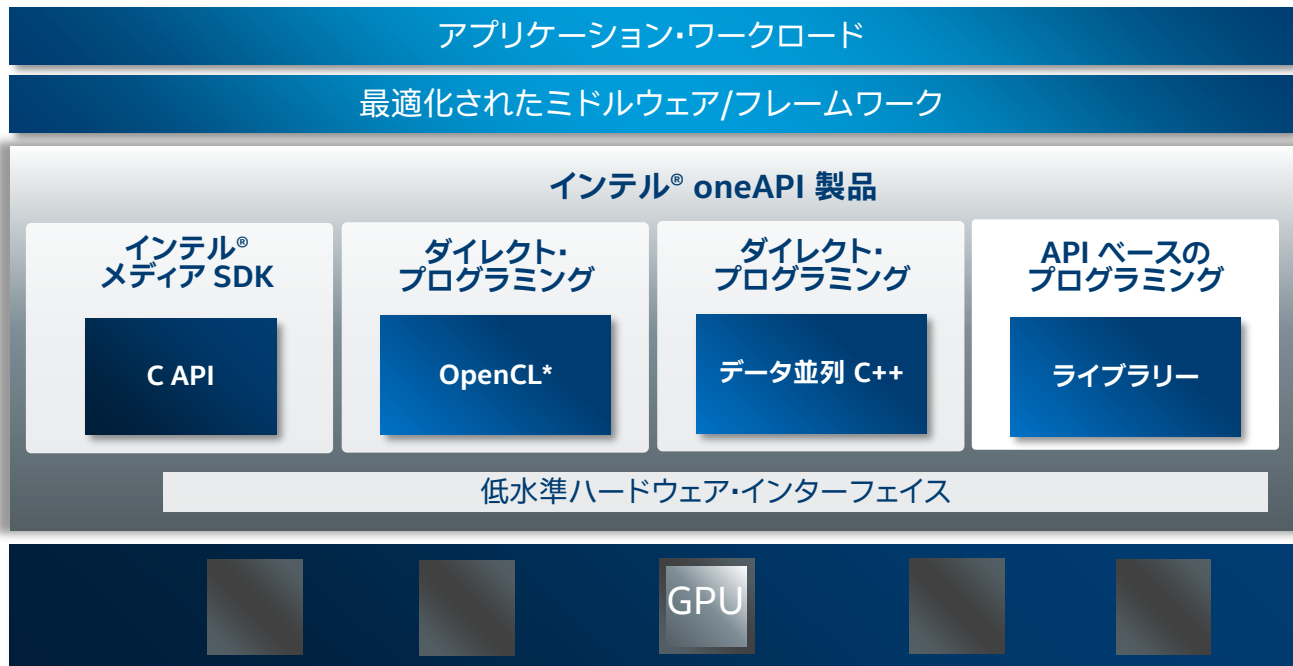 アプリケーション・ワークロード
最適化されたミドルウェア/フレームワーク
インテル® oneAPI 製品
インテル®
メディア SDK
C API
ダイレクト・
プログラミング
OpenCL*
ダイレクト・
プログラミング
データ並列 C++
API ベースの
プログラミング
ライブラリー
低水準ハードウェア・インターフェイス
GPU